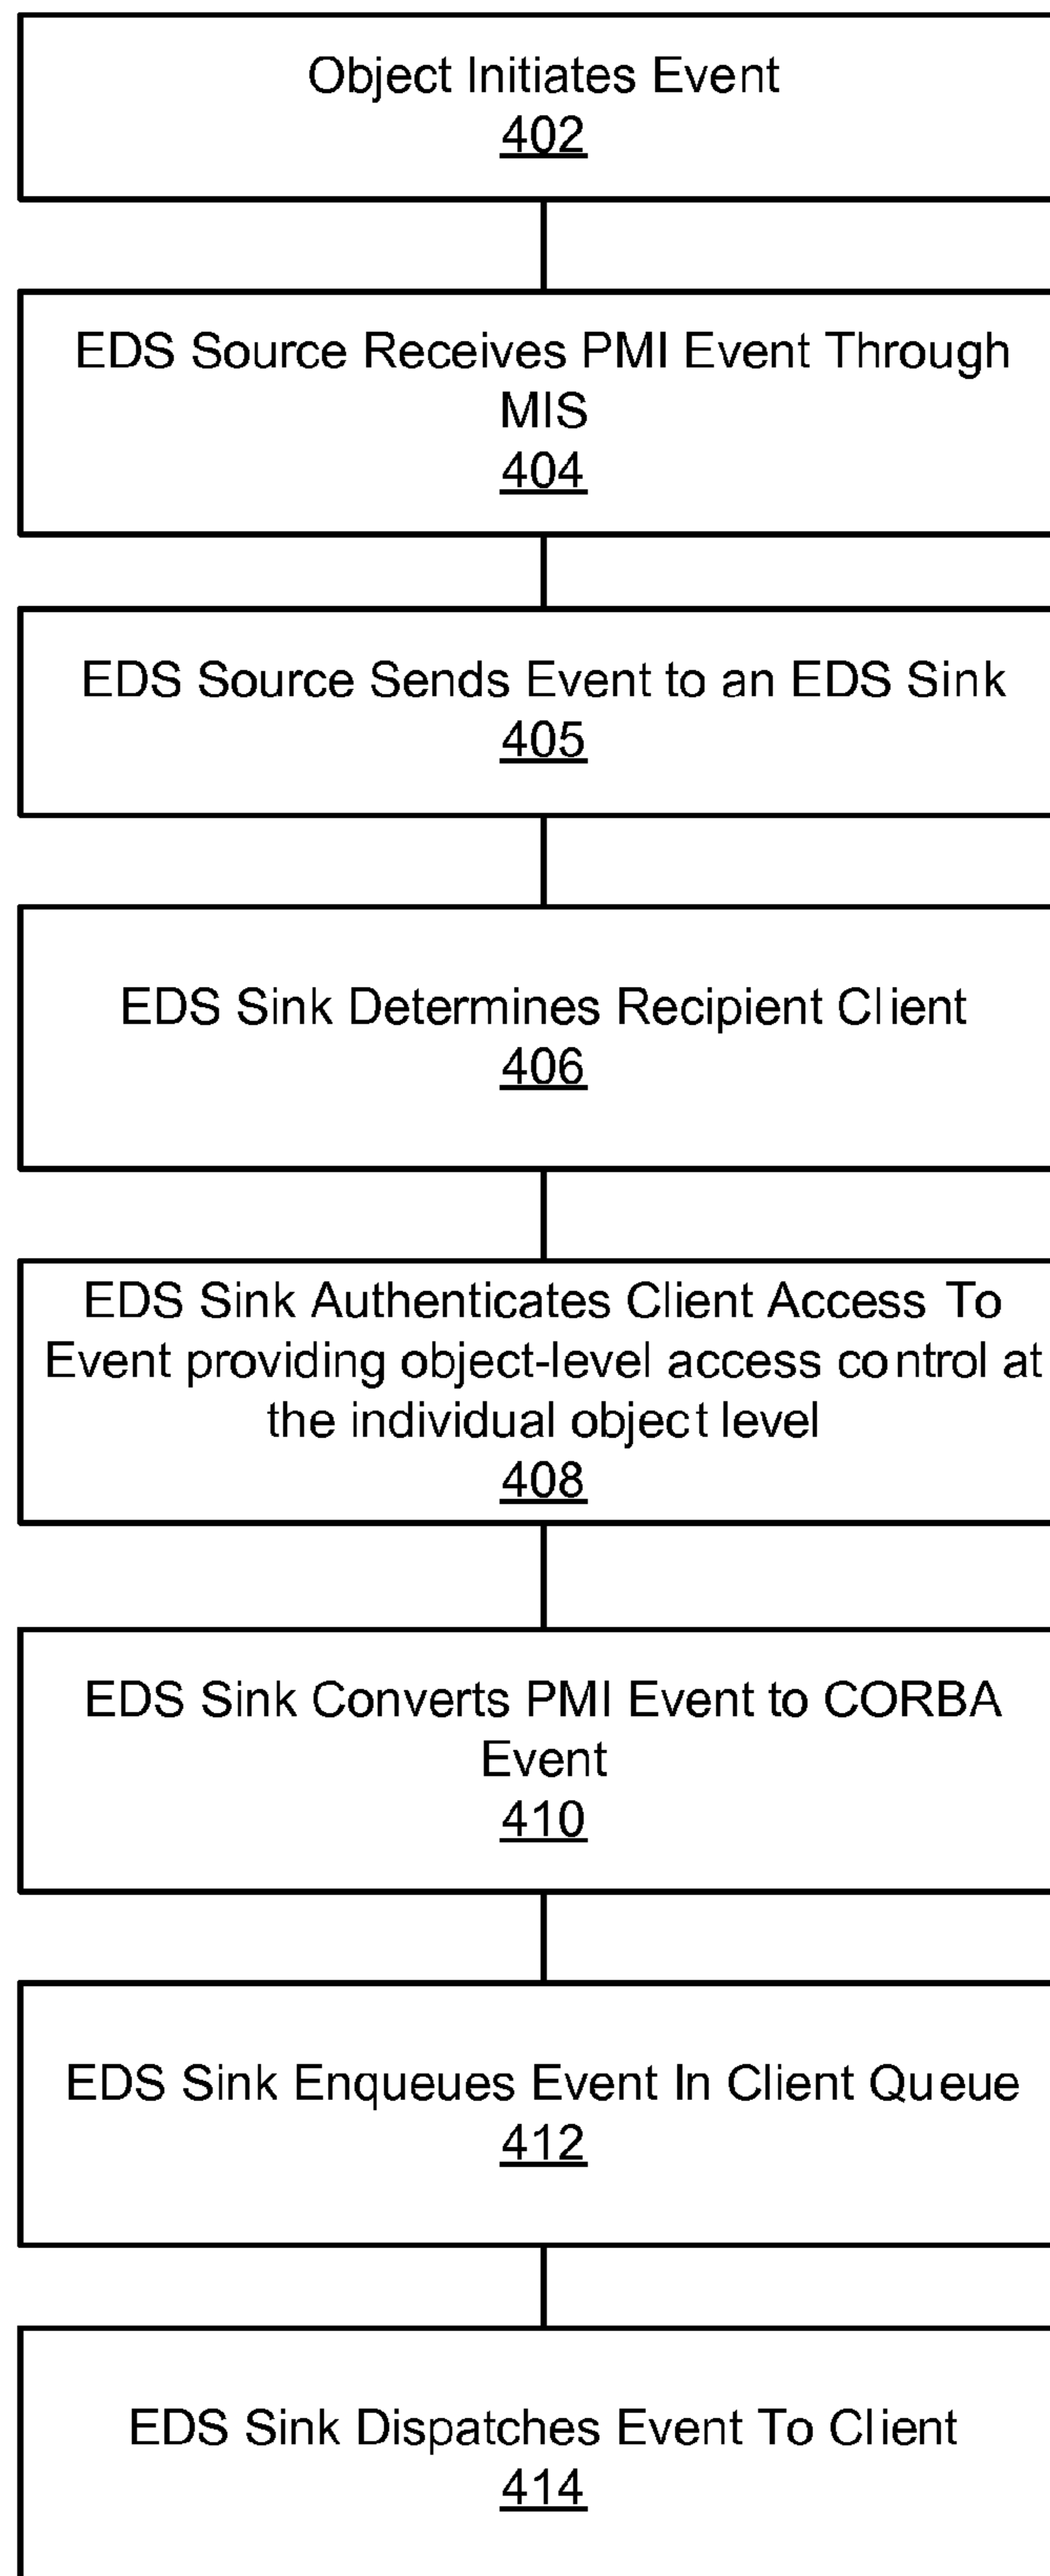 Object Initiates Event
402
EDS Source Receives PMI Event Through
MIS
404
EDS Source Sends Event to an EDS Sink
405
EDS Sink Determines Recipient Client
406
EDS Sink Authenticates Client Access To
Event providing object-level access control at
the individual object level
408
EDS Sink Converts PMI Event to CORBA
Event
410
EDS Sink Enqueues Event In Client Queue
412
EDS Sink Dispatches Event To Client
414